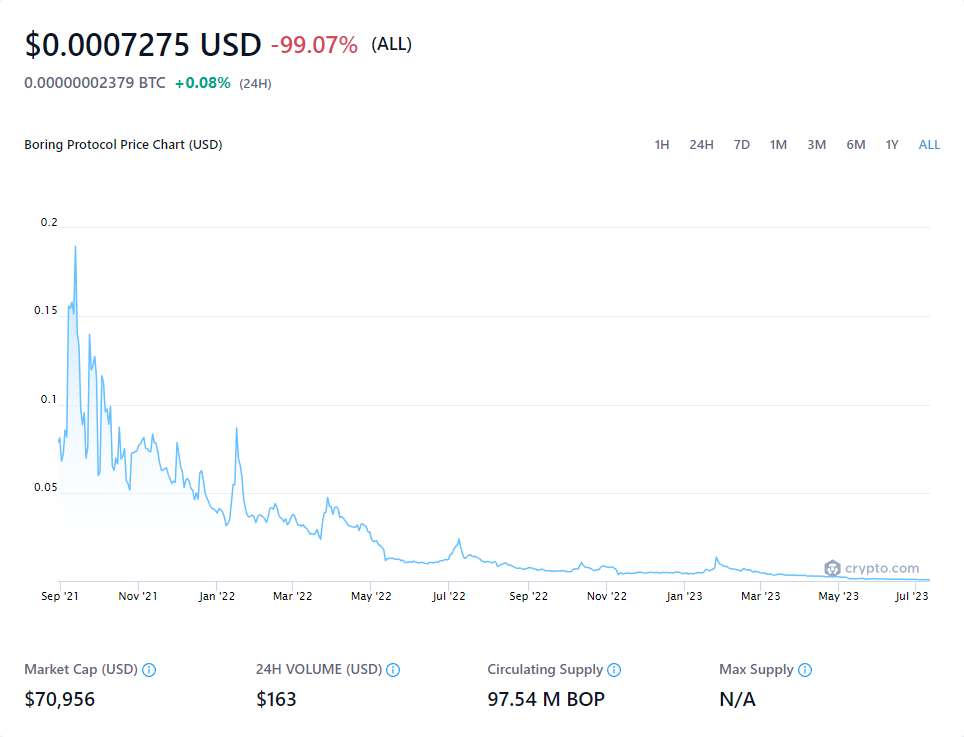 $0.0007275 USD -99.07% (ALL)
0.00000002379 BTC +0.08% (24H)
Boring Protocol Price Chart (USD) 1H 24H 7D 1M 3M 6M 1Y ALL
0.2
0.15
0.1
0.05
crypto.com
Sep '21 Nov '21 Jan '22 Mar '22 May '22 Jul '22 Sep '22 Nov '22 Jan '23 Mar '23 May '23 Jul '23
Market Cap (USD) 24H VOLUME (USD) Circulating Supply Max Supply
$70,956 $163 97.54 M BOP N/A